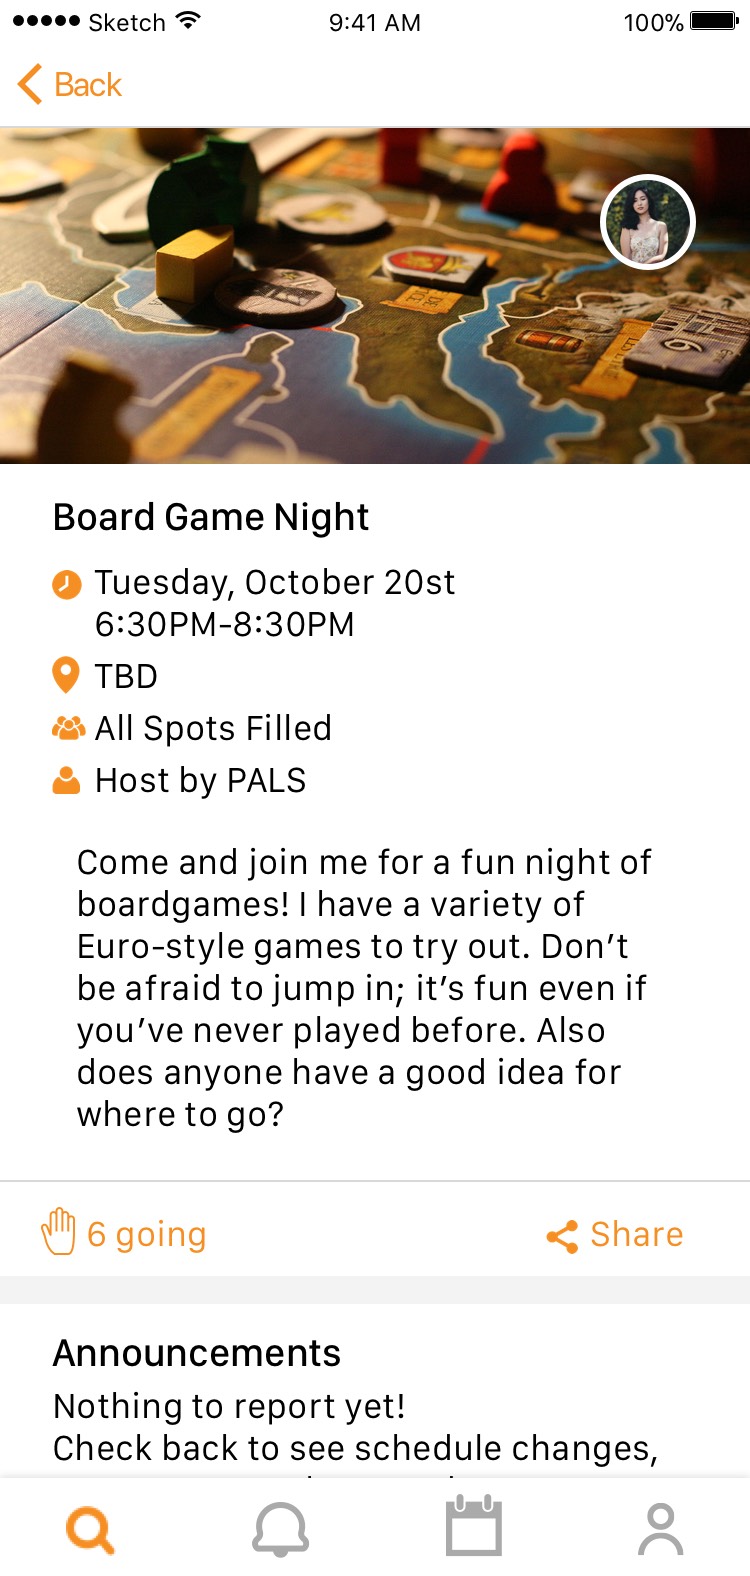 Sketch 9:41 AM 100%
Back
Board Game Night
Tuesday, October 20st
6:30PM-8:30PM
TBD
All Spots Filled
Host by PALS
Come and join me for a fun night of
boardgames! I have a variety of
Euro-style games to try out. Don’t
be afraid to jump in; it’s fun even if
you’ve never played before. Also
does anyone have a good idea for
where to go?
6 going
Share
Announcements
Nothing to report yet!
Check back to see schedule changes,